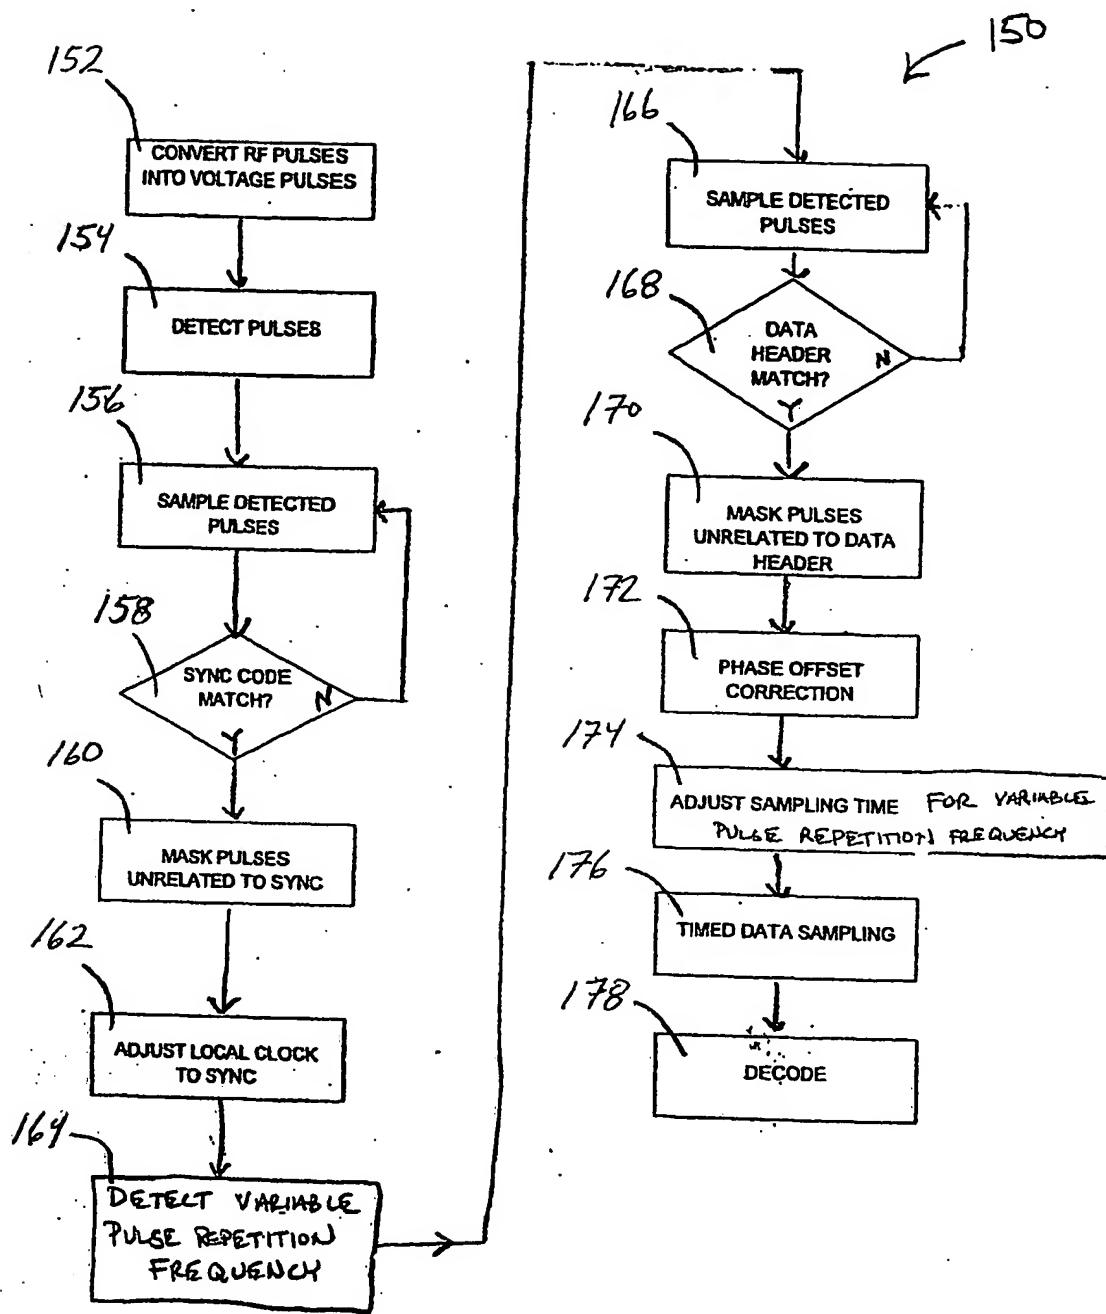 150
152
CONVERT RF PULSES
INTO VOLTAGE PULSES
154
DETECT PULSES
156
SAMPLE DETECTED
PULSES
158
SYNC CODE
MATCH?
N
Y
160
MASK PULSES
UNRELATED TO SYNC
162
ADJUST LOCAL CLOCK
TO SYNC
164
DETECT VARIABLE
PULSE REPETITION
FREQUENCY
166
SAMPLE DETECTED
PULSES
168
DATA
HEADER
MATCH?
N
Y
170
MASK PULSES
UNRELATED TO DATA
HEADER
172
PHASE OFFSET
CORRECTION
174
ADJUST SAMPLING TIME FOR VARIABLE
PULSE REPETITION FREQUENCY
176
TIMED DATA SAMPLING
178
DECODE